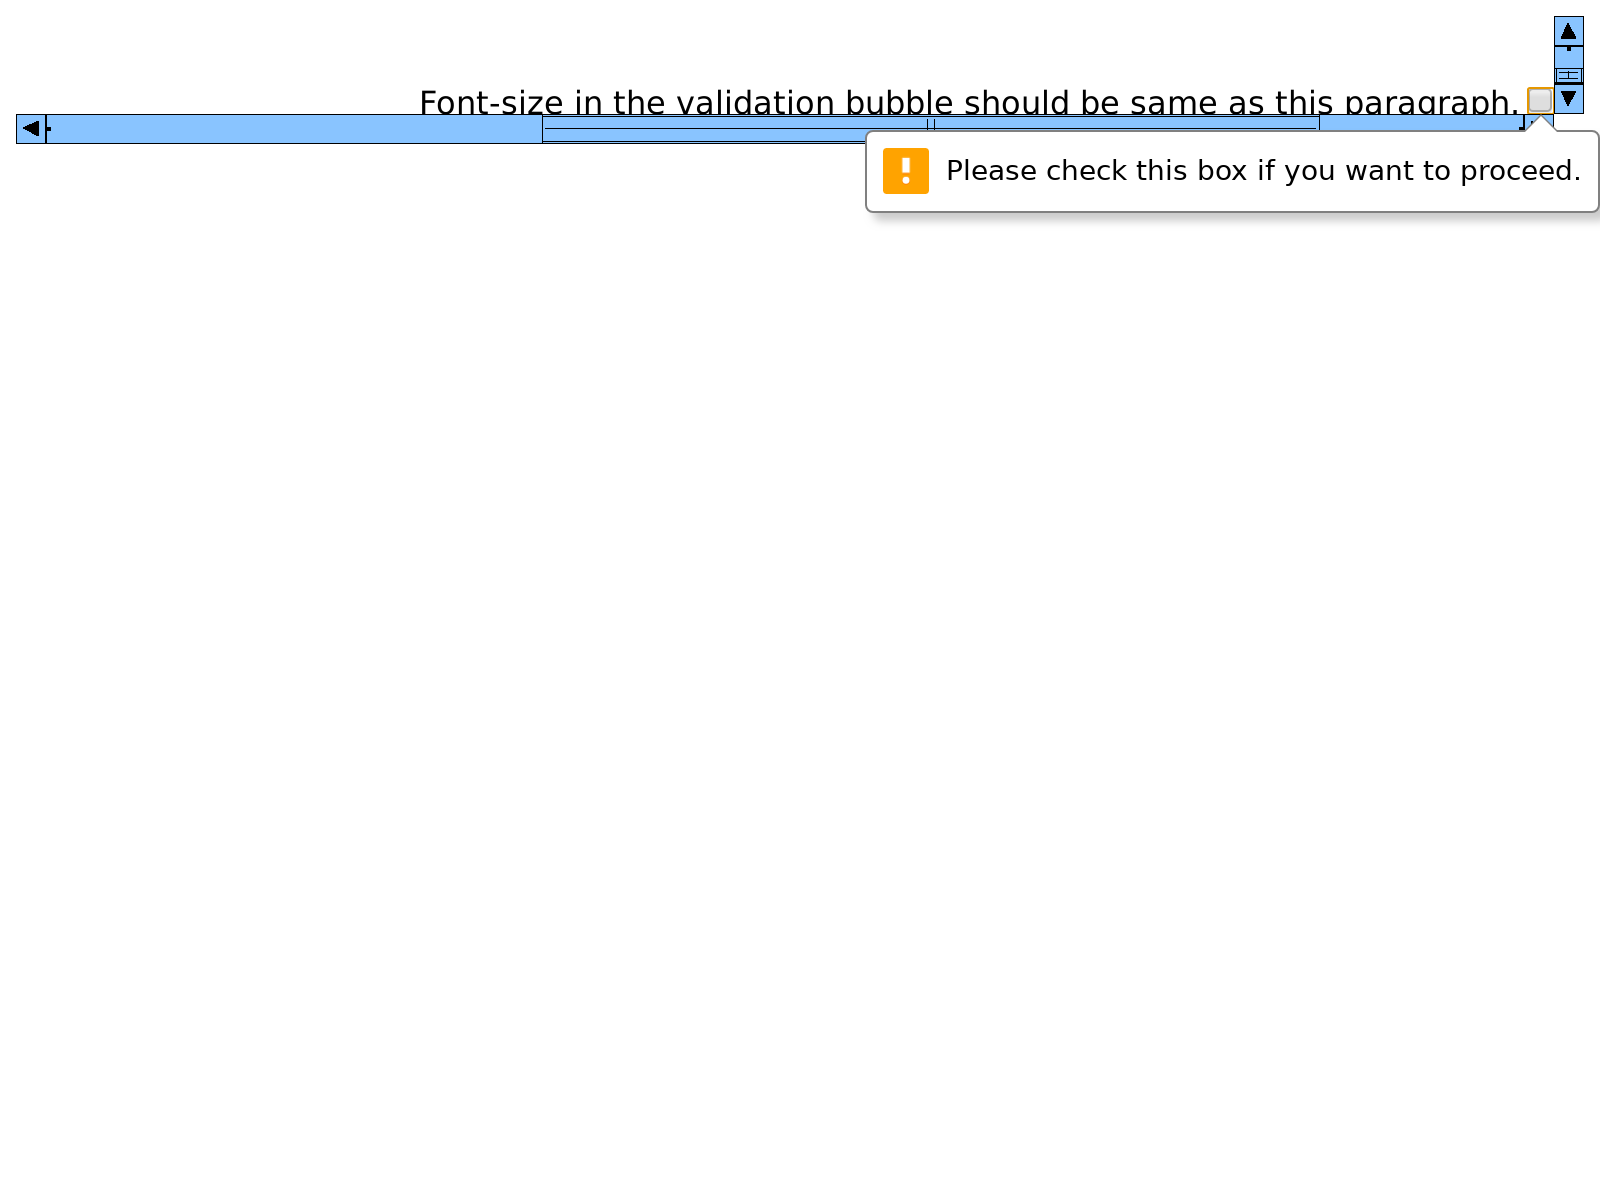 Font-size in the validation bubble should be same as this paragraph.
Please check this box if you want to proceed.